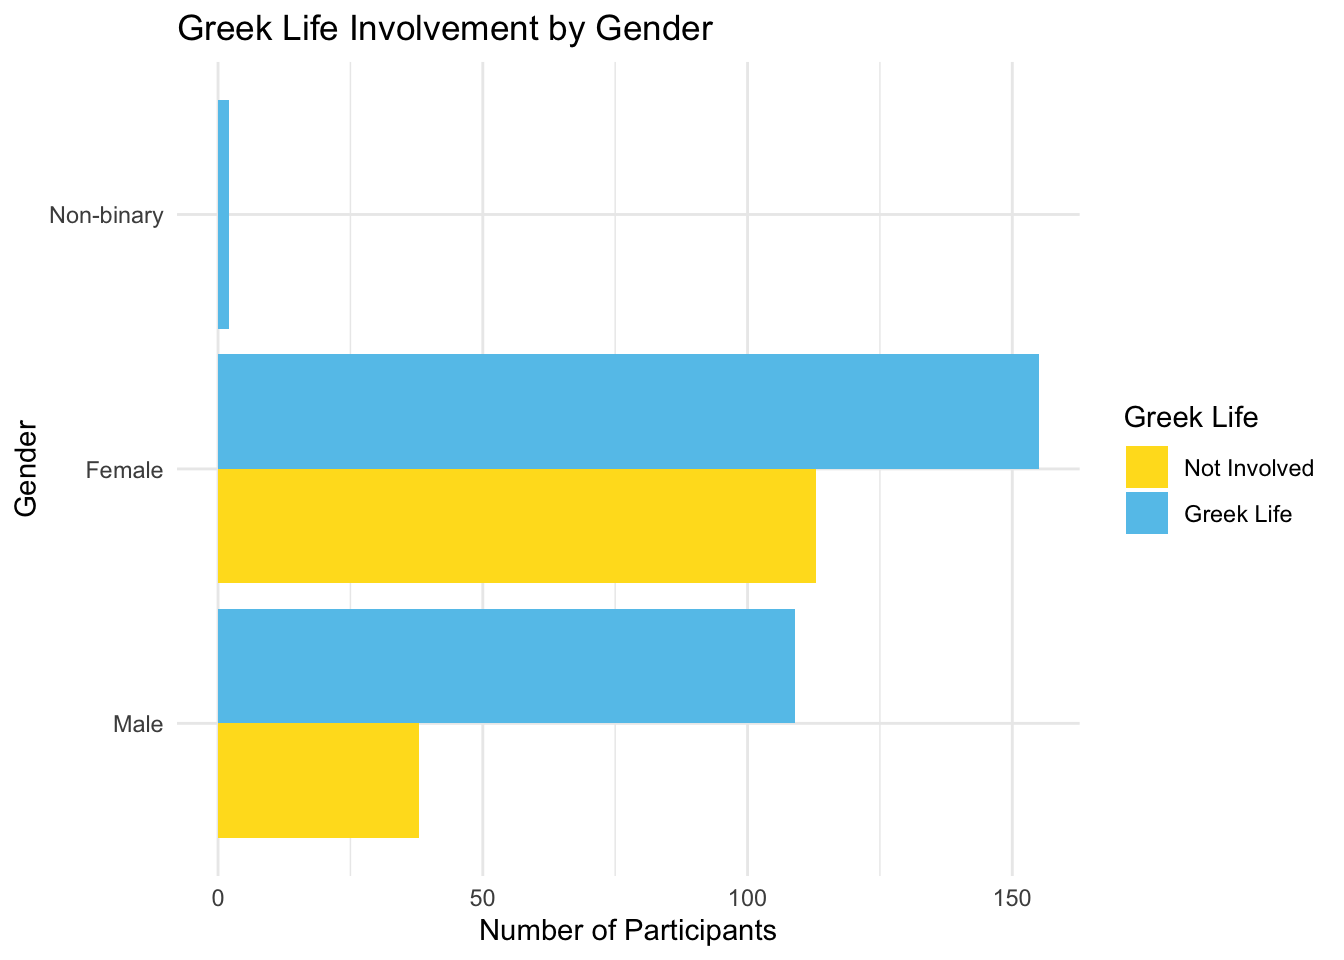 Greek Life Involvement by Gender
Non-binary
Female
Male
Gender
0 50 100 150
Number of Participants
Greek Life
Not Involved
Greek Life